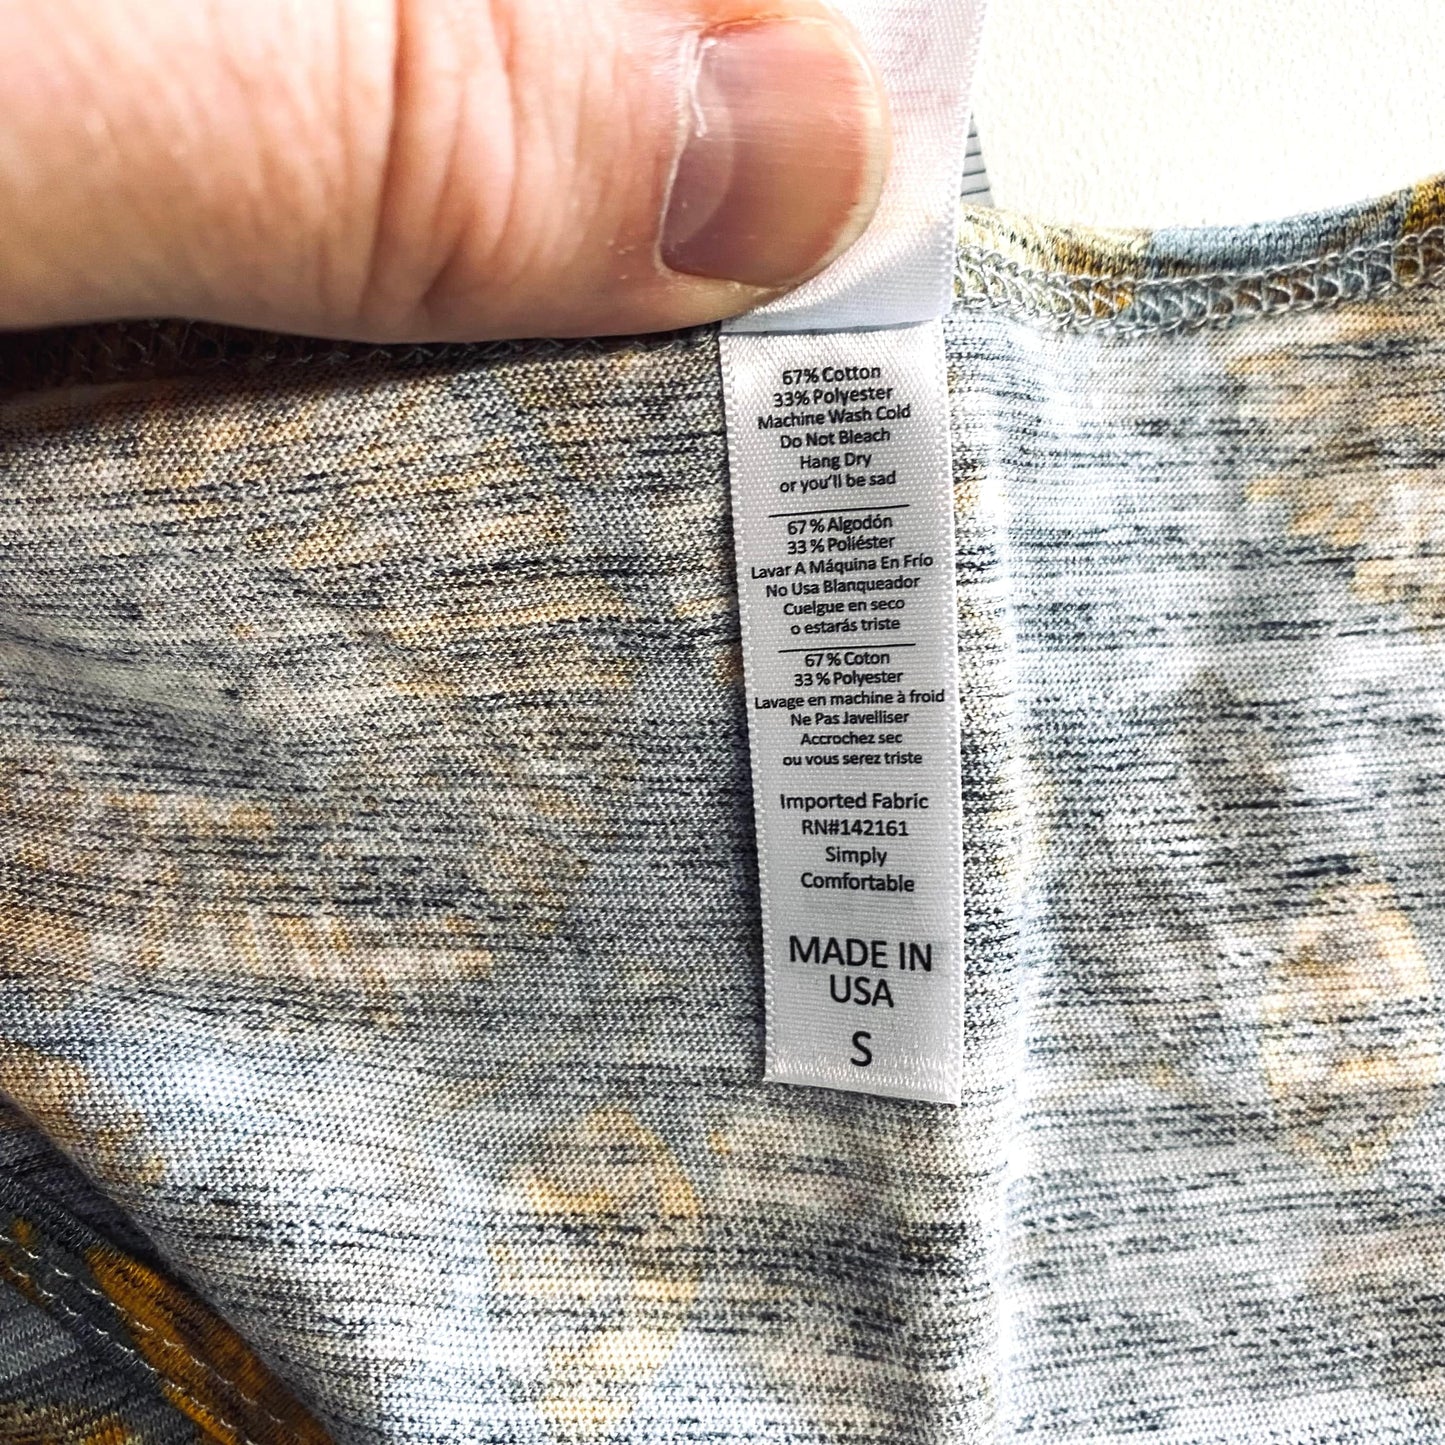 67% Cotton
33% Polyester
Machine Wash Cold
Do Not Bleach
Hang Dry
or you'll be sad
67 % Algodón
33 % Poliéster
Lavar A Máquina En Frío
No Usa Blanqueador
Cuelgue en seco
o estarás triste
67 % Coton
33 % Polyester
Lavage en machine à froid
Ne Pas Javelliser
Accrochez sec
ou vous serez triste
Imported Fabric
RN#142161
Simply
Comfortable
MADE IN
USA
S